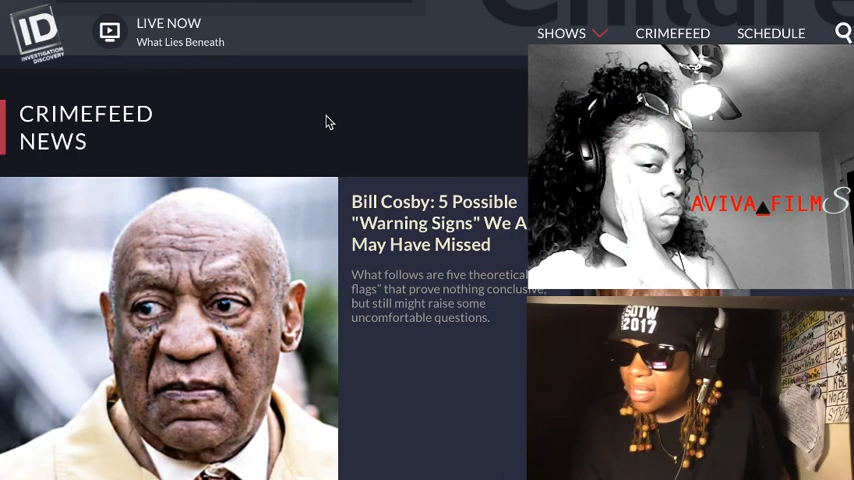 ID
INVESTIGATION
DISCOVERY
LIVE NOW
What Lies Beneath
SHOWS
CRIMEFEED
SCHEDULE
CRIMEFEED
NEWS
Bill Cosby: 5 Possible
"Warning Signs" We A
May Have Missed
What follows are five theoretical
flags” that prove nothing conclusive,
but still might raise some
uncomfortable questions.
AVIVA FILMS
SOTW
2017